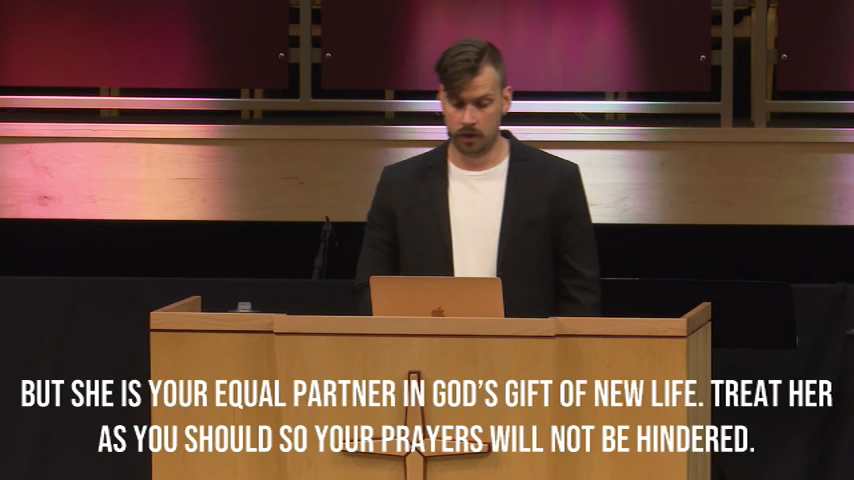 BUT SHE IS YOUR EQUAL PARTNER IN GOD'S GIFT OF NEW LIFE. TREAT HER
AS YOU SHOULD SO YOUR PRAYERS WILL NOT BE HINDERED.